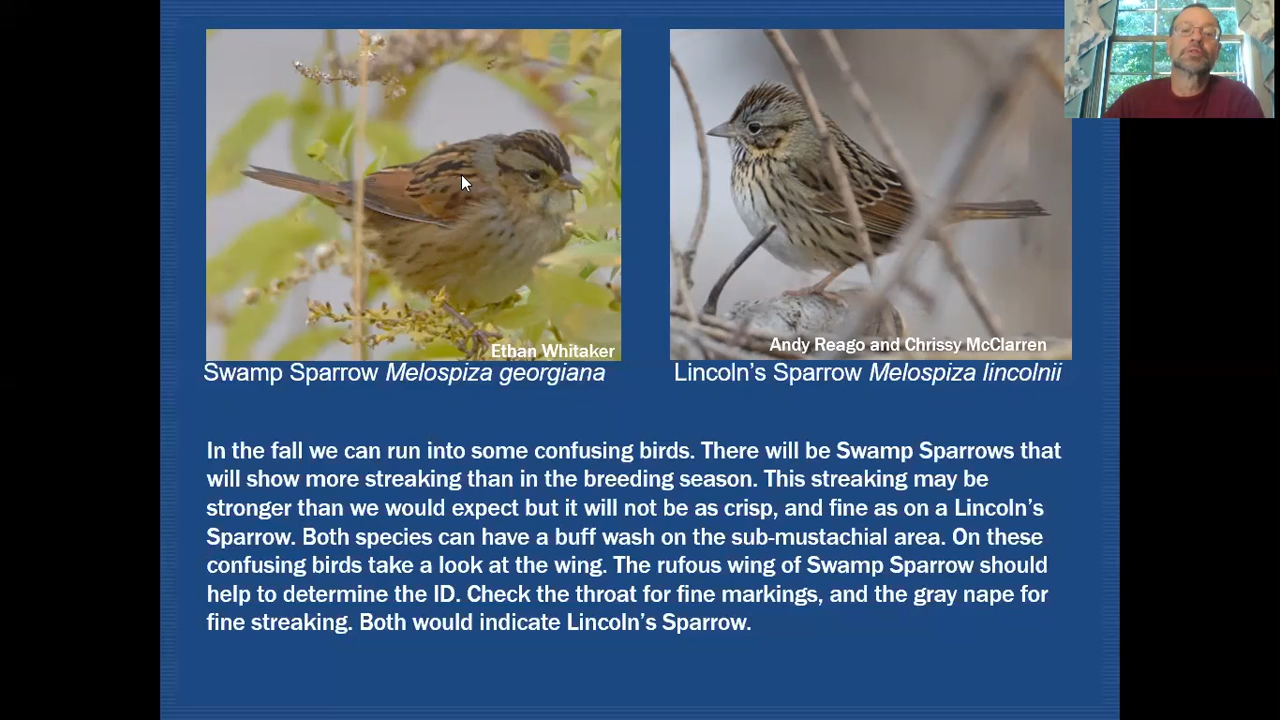 Ethan Whitaker
Andy Reago and Chrissy McClarren
Swamp Sparrow Melospiza georgiana
Lincoln’s Sparrow Melospiza lincolnii
In the fall we can run into some confusing birds. There will be Swamp Sparrows that
will show more streaking than in the breeding season. This streaking may be
stronger than we would expect but it will not be as crisp, and fine as on a Lincoln’s
Sparrow. Both species can have a buff wash on the sub-mustachial area. On these
confusing birds take a look at the wing. The rufous wing of Swamp Sparrow should
help to determine the ID. Check the throat for fine markings, and the gray nape for
fine streaking. Both would indicate Lincoln’s Sparrow.